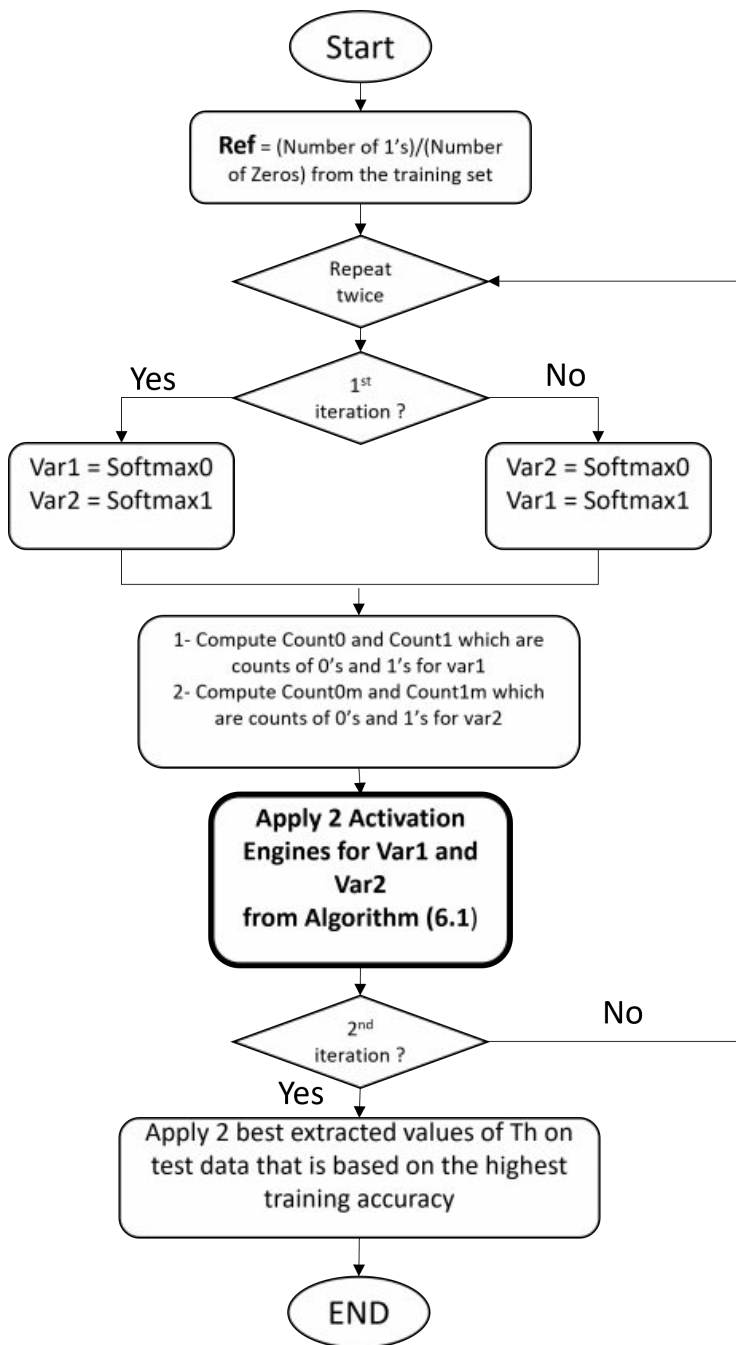 Start
Ref = (Number of 1's)/(Number
of Zeros) from the training set
Repeat
twice
1st
iteration ?
Yes
No
Var1 = Softmax0
Var2 = Softmax1
Var2 = Softmax0
Var1 = Softmax1
1- Compute Count0 and Count1 which are
counts of 0's and 1's for var1
2- Compute Count0m and Count1m which
are counts of 0's and 1's for var2
Apply 2 Activation
Engines for Var1 and
Var2
from Algorithm (6.1)
2nd
iteration ?
No
Yes
Apply 2 best extracted values of Th on
test data that is based on the highest
training accuracy
END